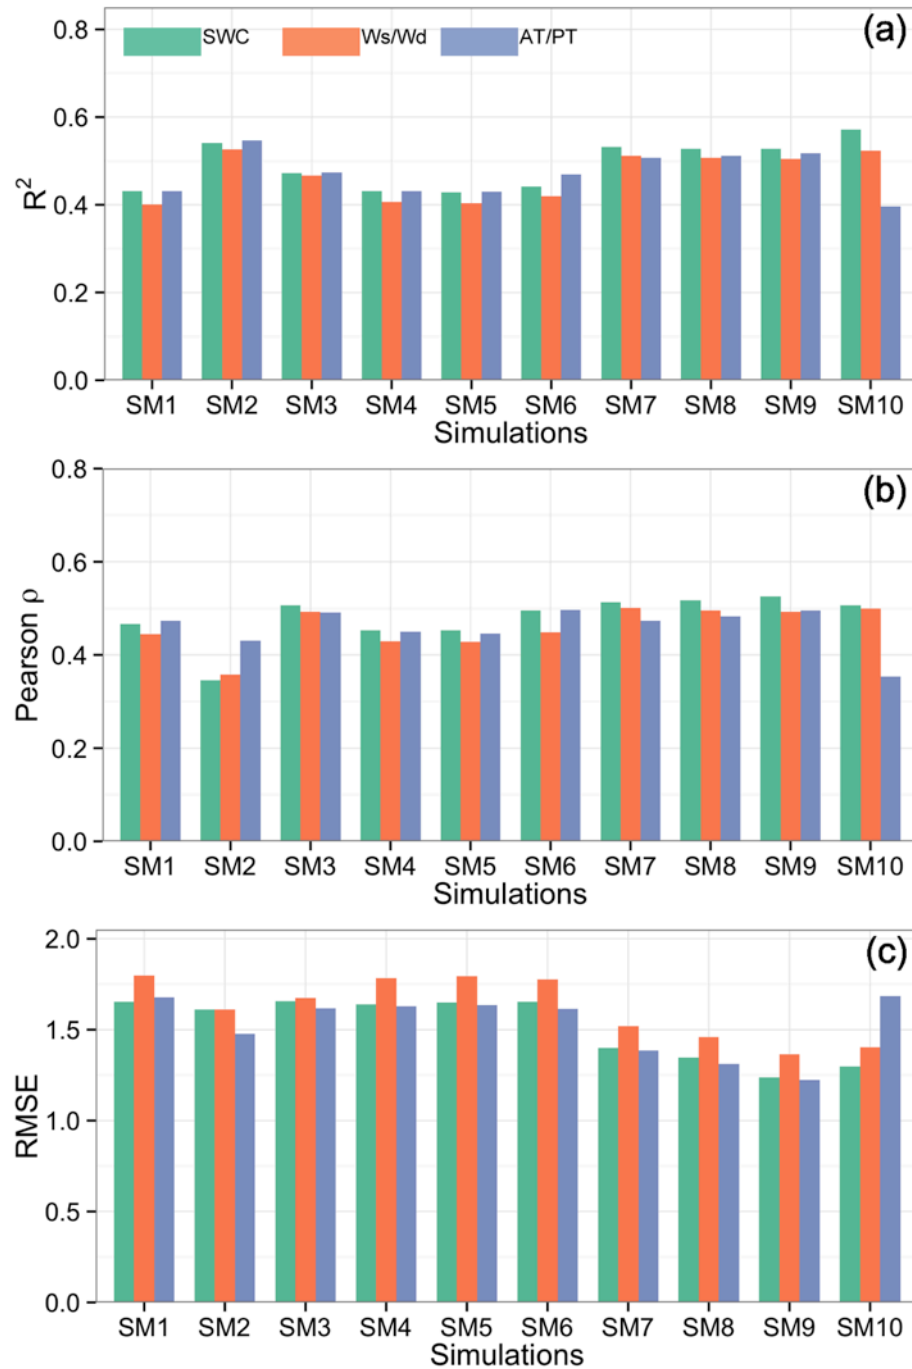 (a)
SWC Ws/Wd AT/PT
0.8
0.6
0.4
0.2
0.0
R²
SM1 SM2 SM3 SM4 SM5 SM6 SM7 SM8 SM9 SM10
Simulations
(b)
0.8
0.6
0.4
0.2
0.0
Pearson ρ
SM1 SM2 SM3 SM4 SM5 SM6 SM7 SM8 SM9 SM10
Simulations
(c)
2.0
1.5
1.0
0.5
0.0
RMSE
SM1 SM2 SM3 SM4 SM5 SM6 SM7 SM8 SM9 SM10
Simulations